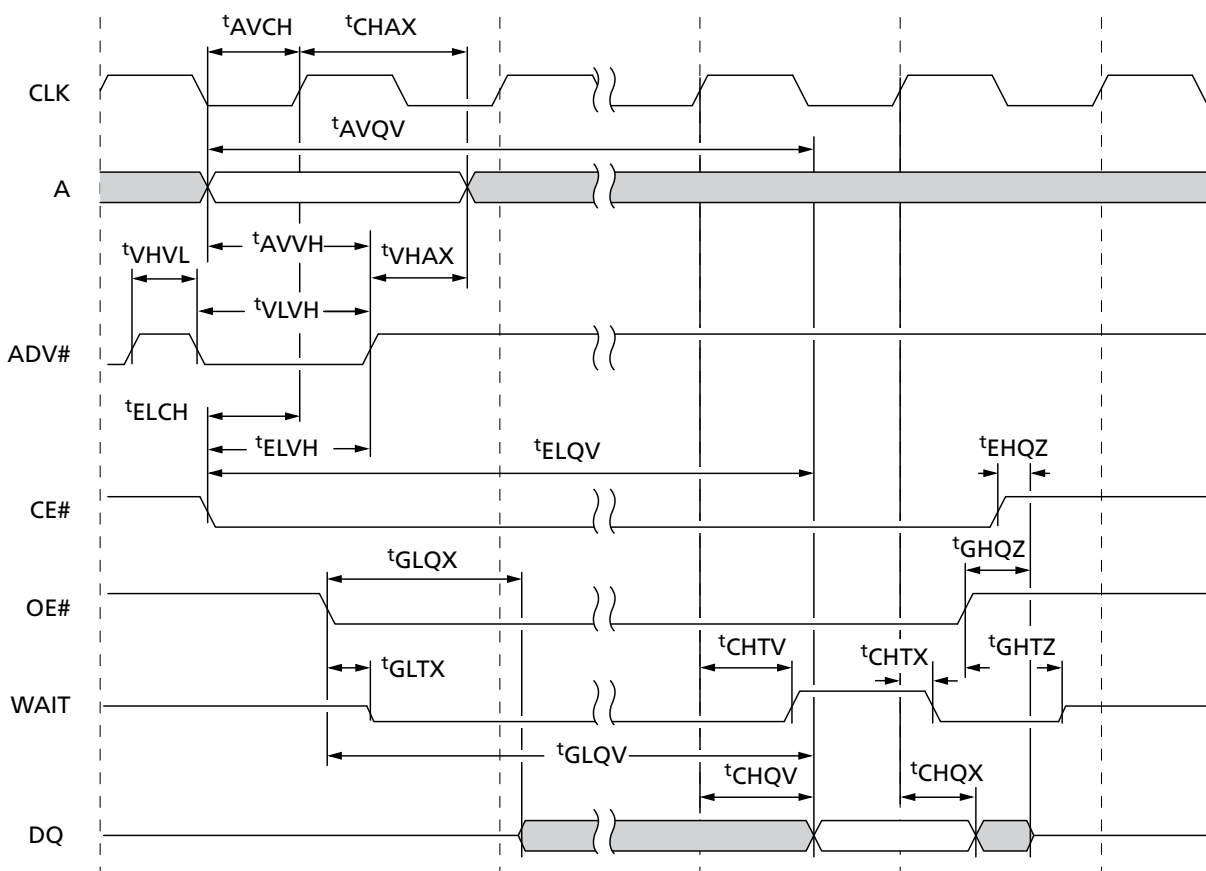 tAVCH tCHAX
CLK
tAVQV
A
tAVVH
tVHVL tVHAX
tVLVH
ADV#
tELCH
tELVH tELQV tEHQZ
CE#
tGLQX tGHQZ
OE#
tCHTV tCHTX tGHTZ
tGLTX
WAIT
tGLQV
tCHQV tCHQX
DQ